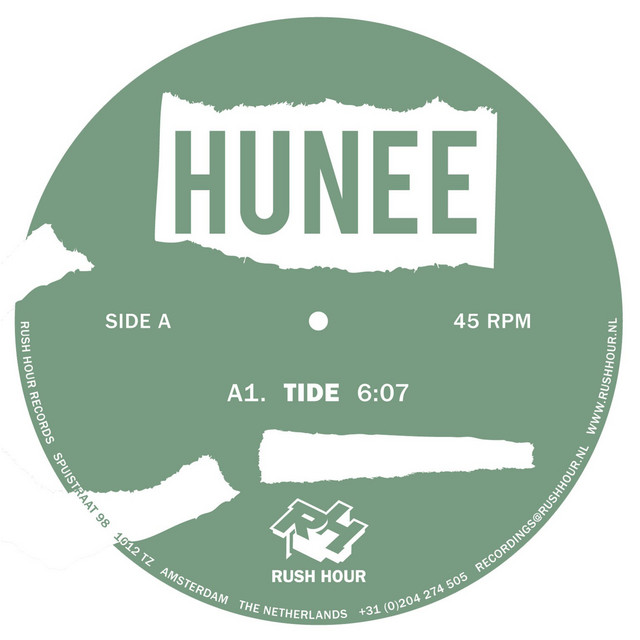 HUNEE
SIDE A
45 RPM
A1. TIDE 6:07
RH
RUSH HOUR
RUSH HOUR RECORDS SPUISTRAAT 98 1012 TZ AMSTERDAM THE NETHERLANDS +31 (0)204 274 505 RECORDINGS@RUSHHOUR.NL WWW.RUSHHOUR.NL